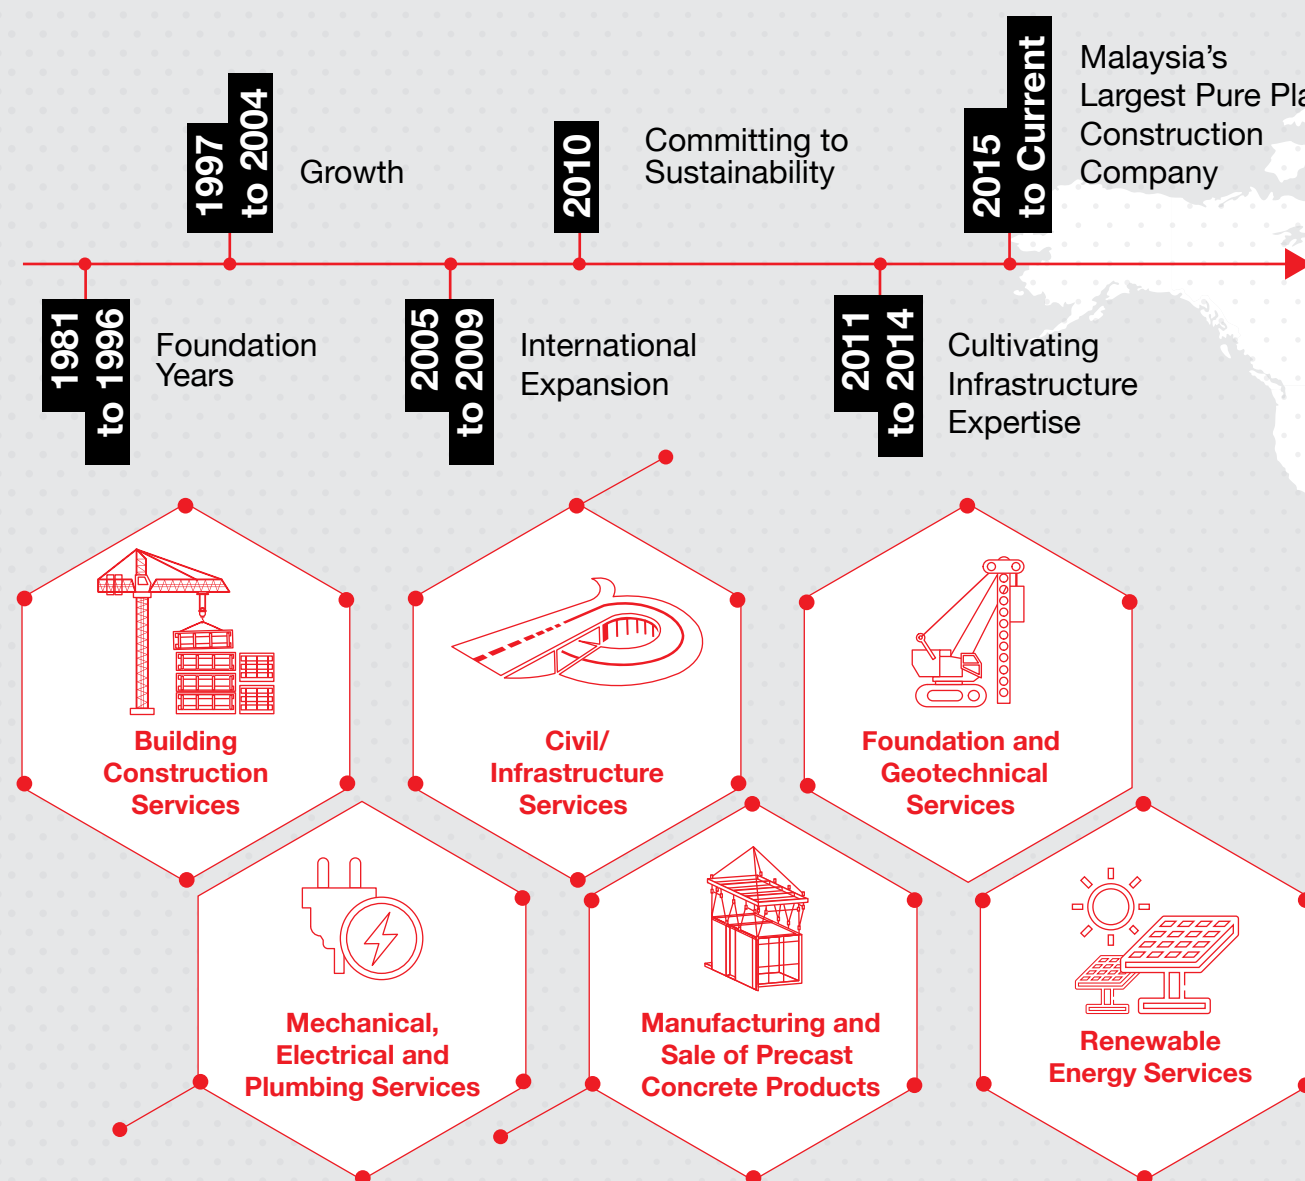 1997
to 2004
Growth
2010
Committing to
Sustainability
2015
to Current
Malaysia's
Largest Pure
Construction
Company
1981
to 1996
Foundation
Years
2005
to 2009
International
Expansion
2011
to 2014
Cultivating
Infrastructure
Expertise
Building
Construction
Services
Civil/
Infrastructure
Services
Foundation and
Geotechnical
Services
Mechanical,
Electrical and
Plumbing Services
Manufacturing and
Sale of Precast
Concrete Products
Renewable
Energy Services